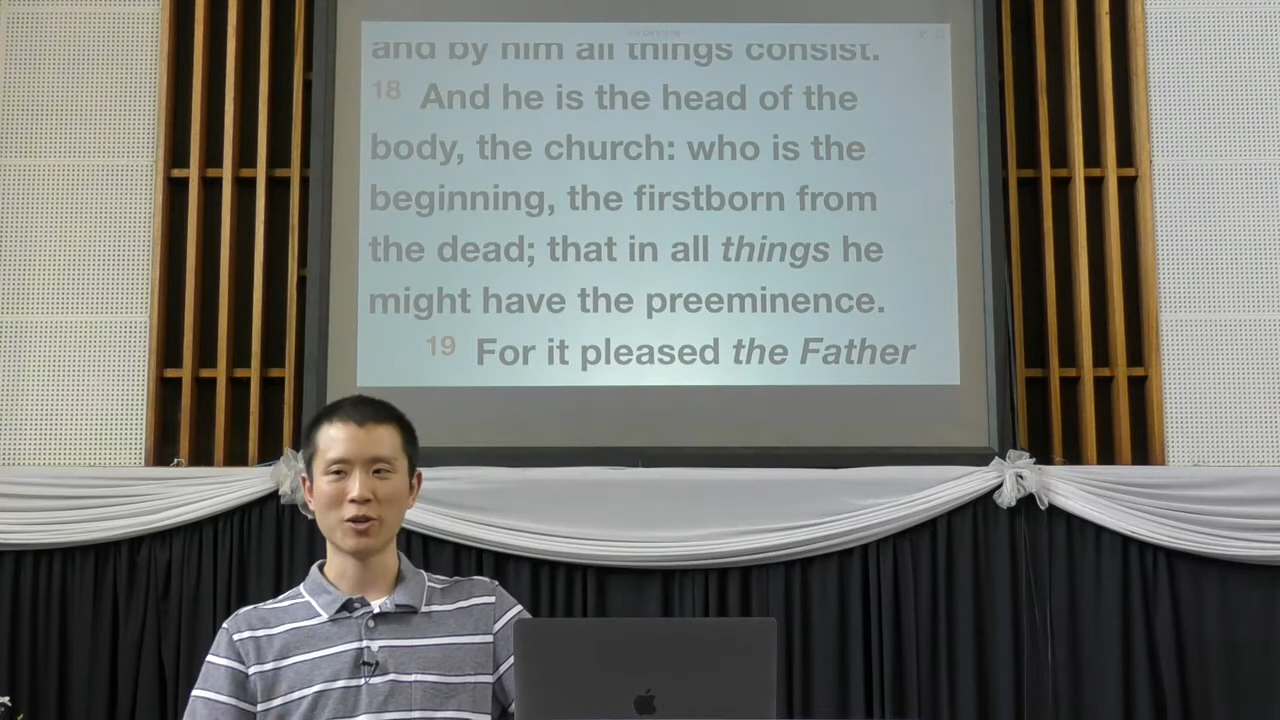 and by him all things consist.
18 And he is the head of the
body, the church: who is the
beginning, the firstborn from
the dead; that in all things he
might have the preeminence.
19 For it pleased the Father